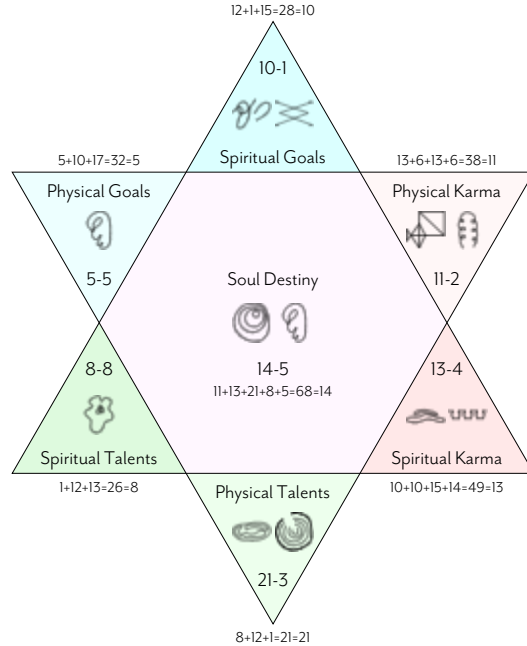 12+1+15=28=10
10-1
Spiritual Goals
5+10+17=32=5
13+6+13+6=38=11
Physical Goals
Physical Karma
5-5
11-2
Soul Destiny
14-5
11+13+21+8+5=68=14
8-8
13-4
Spiritual Talents
Spiritual Karma
1+12+13=26=8
10+10+15+14=49=13
Physical Talents
21-3
8+12+1=21=21